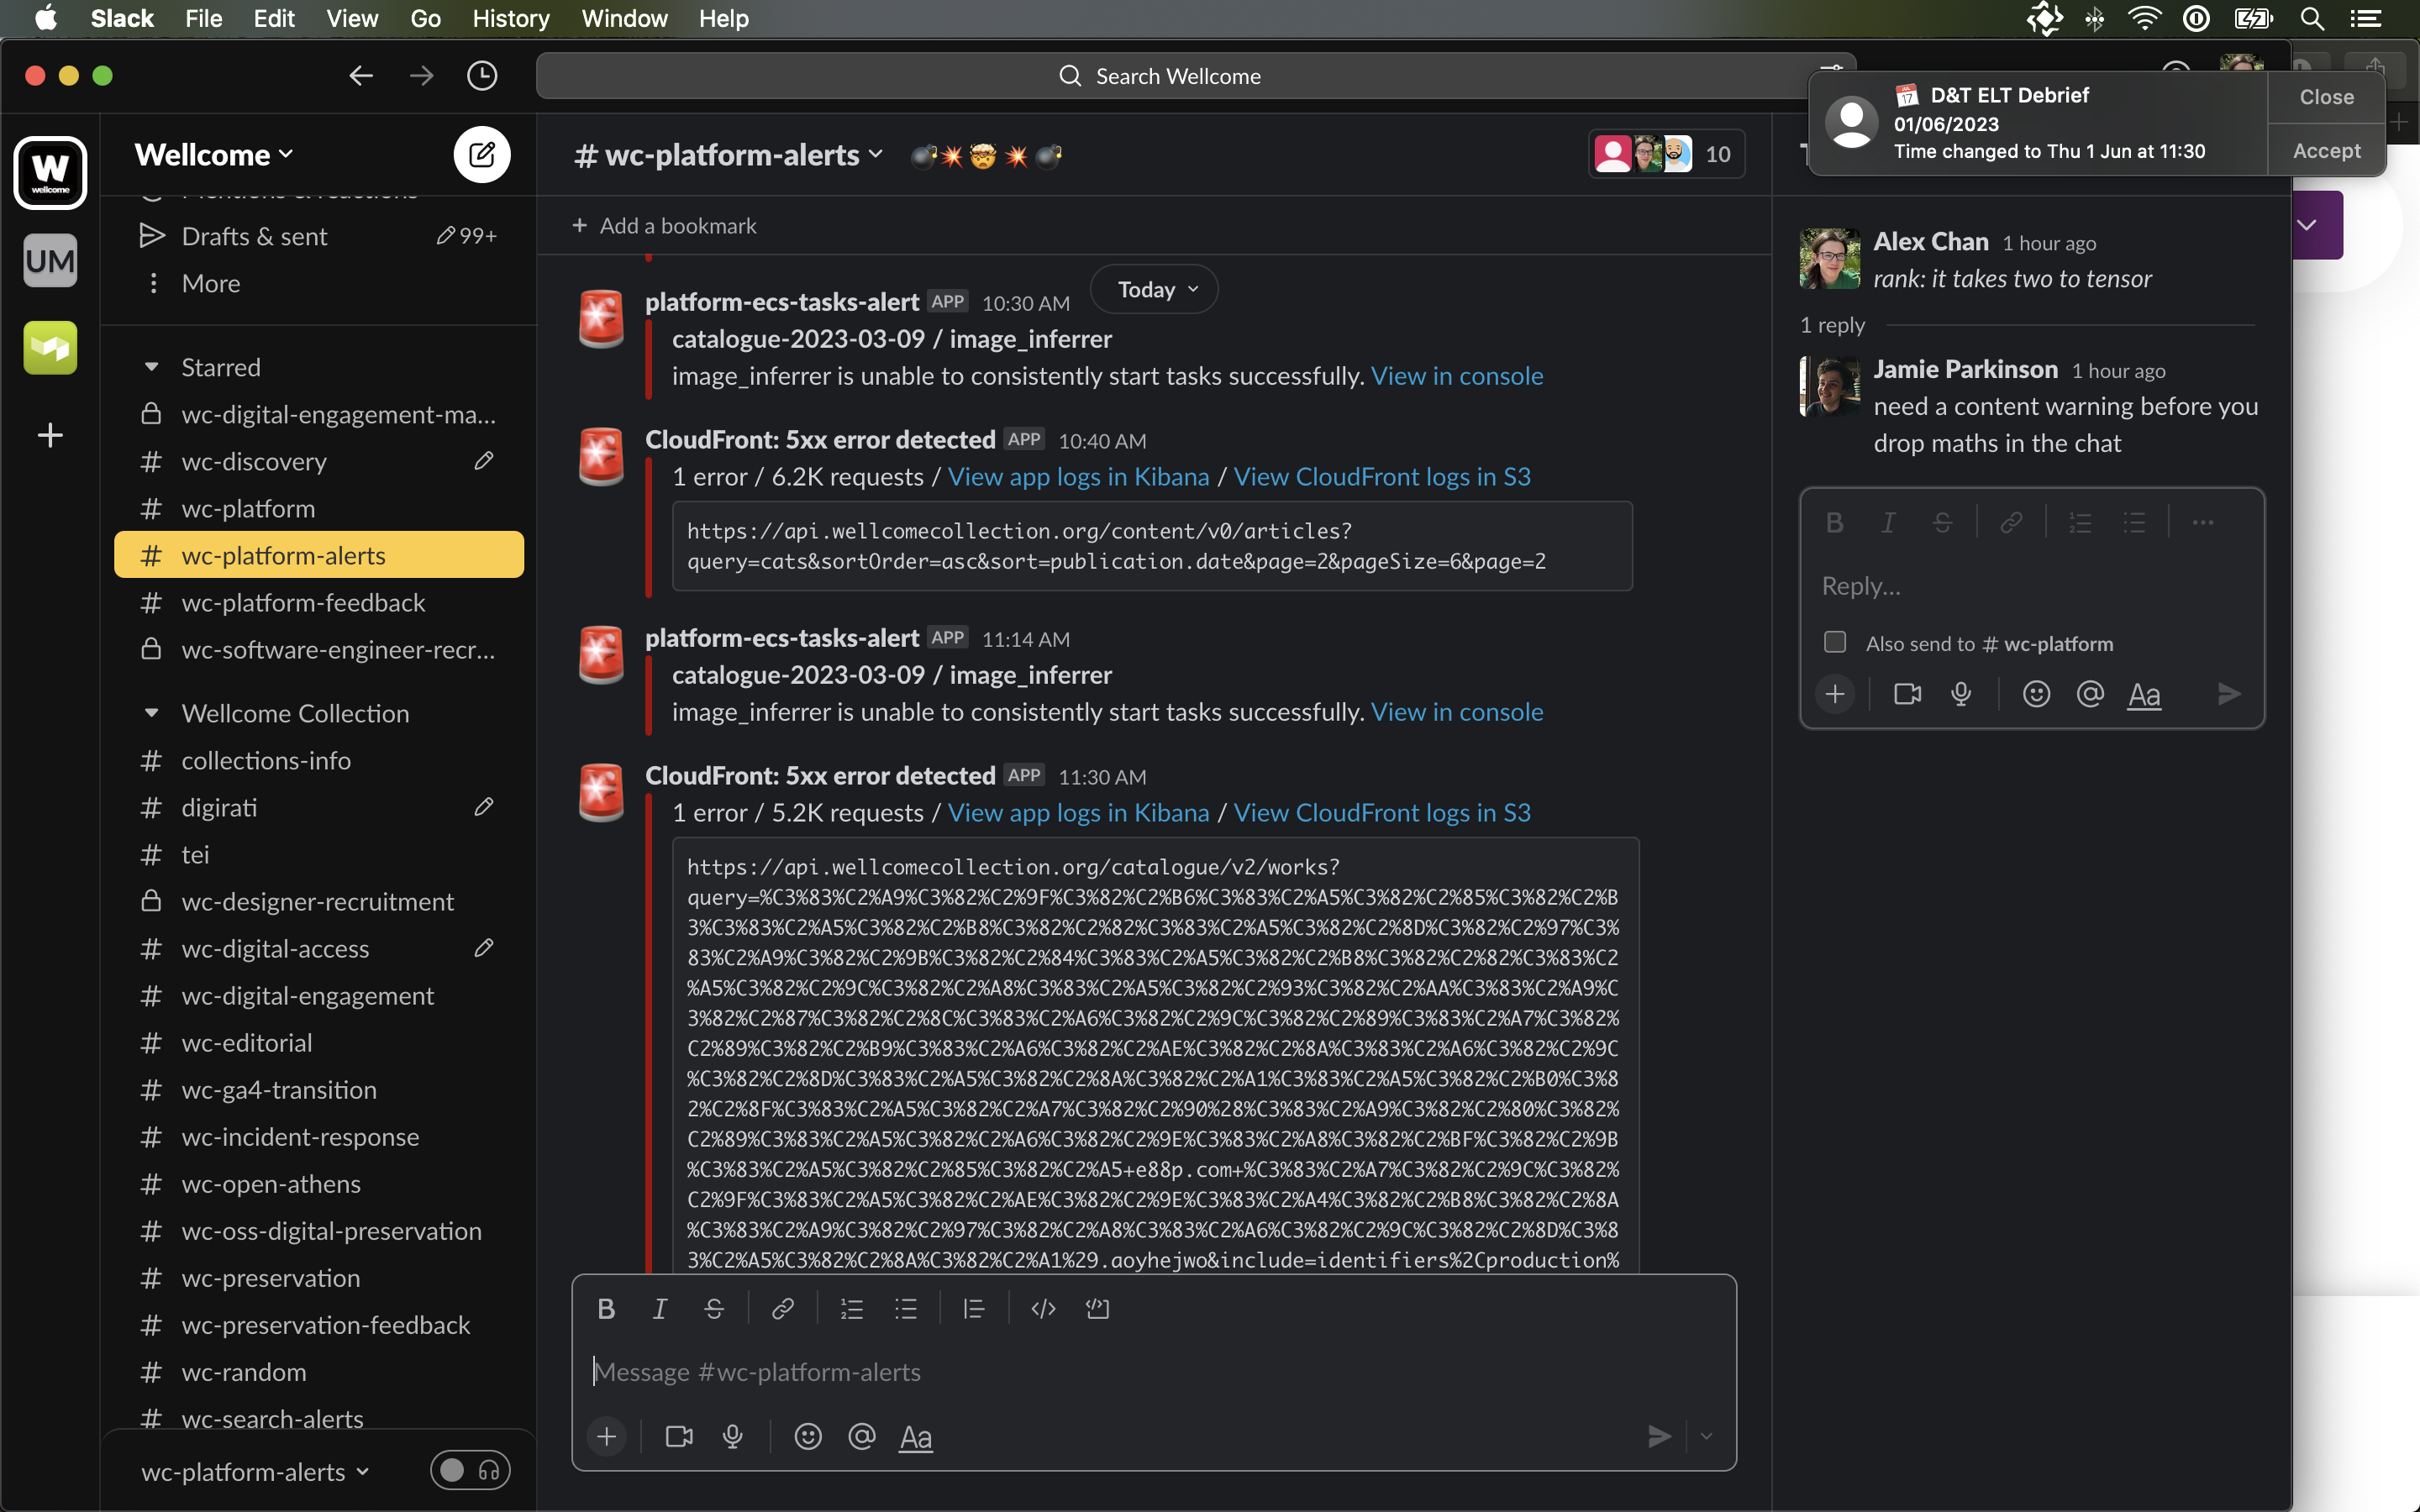 Slack File Edit View Go History Window Help
Search Wellcome
D&T ELT Debrief
01/06/2023
Time changed to Thu 1 Jun at 11:30
Close
Accept
W
wellcome
UM
Wellcome
Mentions & reactions
Drafts & sent 99+
More
Starred
wc-digital-engagement-ma...
wc-discovery
wc-platform
wc-platform-alerts
wc-platform-feedback
wc-software-engineer-recr...
Wellcome Collection
collections-info
digirati
tei
wc-designer-recruitment
wc-digital-access
wc-digital-engagement
wc-editorial
wc-ga4-transition
wc-incident-response
wc-open-athens
wc-oss-digital-preservation
wc-preservation
wc-preservation-feedback
wc-random
wc-search-alerts
wc-platform-alerts
# wc-platform-alerts 10
+ Add a bookmark
Today
platform-ecs-tasks-alert APP 10:30 AM
catalogue-2023-03-09 / image_inferrer
image_inferrer is unable to consistently start tasks successfully. View in console
CloudFront: 5xx error detected APP 10:40 AM
1 error / 6.2K requests / View app logs in Kibana / View CloudFront logs in S3
https://api.wellcomecollection.org/content/v0/articles?
query=cats&sortOrder=asc&sort=publication.date&page=2&pageSize=6&page=2
platform-ecs-tasks-alert APP 11:14 AM
catalogue-2023-03-09 / image_inferrer
image_inferrer is unable to consistently start tasks successfully. View in console
CloudFront: 5xx error detected APP 11:30 AM
1 error / 5.2K requests / View app logs in Kibana / View CloudFront logs in S3
https://api.wellcomecollection.org/catalogue/v2/works?
query=%C3%83%C2%A9%C3%82%C2%9F%C3%82%C2%B6%C3%83%C2%A5%C3%82%C2%85%C3%82%C2%B
3%C3%83%C2%A5%C3%82%C2%B8%C3%82%C2%82%C3%83%C2%A5%C3%82%C2%8D%C3%82%C2%97%C3%
83%C2%A9%C3%82%C2%9B%C3%82%C2%84%C3%83%C2%A5%C3%82%C2%B8%C3%82%C2%82%C3%83%C2
%A5%C3%82%C2%9C%C3%82%C2%A8%C3%83%C2%A5%C3%82%C2%93%C3%82%C2%AA%C3%83%C2%A9%C
3%82%C2%87%C3%82%C2%8C%C3%83%C2%A6%C3%82%C2%9C%C3%82%C2%89%C3%83%C2%A7%C3%82%
C2%89%C3%82%C2%B9%C3%83%C2%A6%C3%82%C2%AE%C3%82%C2%8A%C3%83%C2%A6%C3%82%C2%9C
%C3%82%C2%8D%C3%83%C2%A5%C3%82%C2%8A%C3%82%C2%A1%C3%83%C2%A5%C3%82%C2%B0%C3%8
2%C2%8F%C3%83%C2%A5%C3%82%C2%A7%C3%82%C2%90%28%C3%83%C2%A9%C3%82%C2%80%C3%82%
C2%89%C3%83%C2%A5%C3%82%C2%A6%C3%82%C2%9E%C3%83%C2%A8%C3%82%C2%BF%C3%82%C2%9B
%C3%83%C2%A5%C3%82%C2%85%C3%82%C2%A5+e88p.com+%C3%83%C2%A7%C3%82%C2%9C%C3%82%
C2%9F%C3%83%C2%A5%C3%82%C2%AE%C3%82%C2%9E%C3%83%C2%A4%C3%82%C2%B8%C3%82%C2%8A
%C3%83%C2%A9%C3%82%C2%97%C3%82%C2%A8%C3%83%C2%A6%C3%82%C2%9C%C3%82%C2%8D%C3%8
3%C2%A5%C3%82%C2%8A%C3%82%C2%A1%29.aoyhejwo&include=identifiers%2Cproduction%
Message #wc-platform-alerts
Aa
Alex Chan 1 hour ago
rank: it takes two to tensor
1 reply
Jamie Parkinson 1 hour ago
need a content warning before you
drop maths in the chat
Reply...
Also send to # wc-platform
Aa